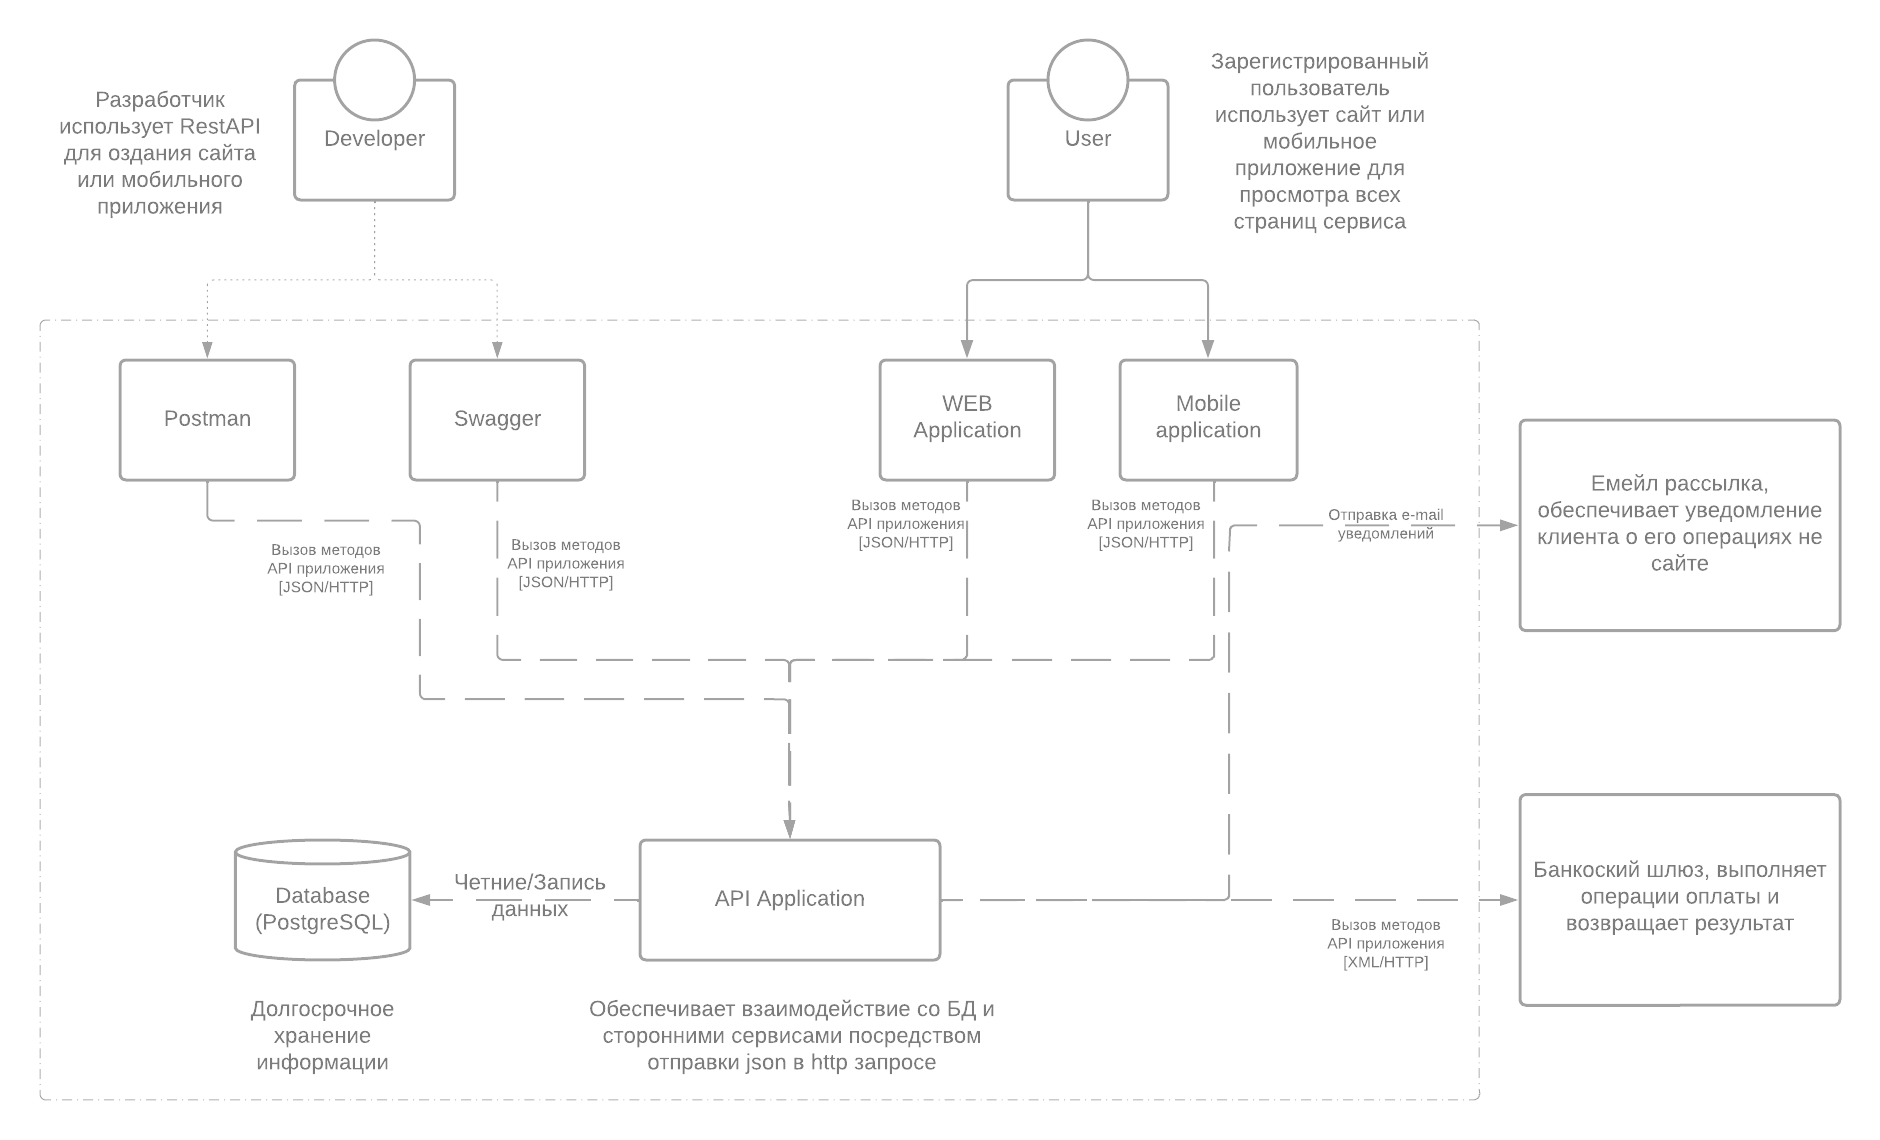 Разработчик
использует RestAPI
для оздания сайта
или мобильного
приложения
Developer
User
Зарегистрированный
пользователь
использует сайт или
мобильное
приложение для
просмотра всех
страниц сервиса
Postman
Swagger
WEB
Application
Mobile
application
Вызов методов
API приложения
[JSON/HTTP]
Вызов методов
API приложения
[JSON/HTTP]
Вызов методов
API приложения
[JSON/HTTP]
Вызов методов
API приложения
[JSON/HTTP]
Отправка e-mail
уведомлений
Емейл рассылка,
обеспечивает уведомление
клиента о его операциях не
сайте
Database
(PostgreSQL)
Четние/Запись
данных
API Application
Вызов методов
API приложения
[XML/HTTP]
Банкоский шлюз, выполняет
операции оплаты и
возвращает результат
Долгосрочное
хранение
информации
Обеспечивает взаимодействие со БД и
сторонними сервисами посредством
отправки json в http запросе